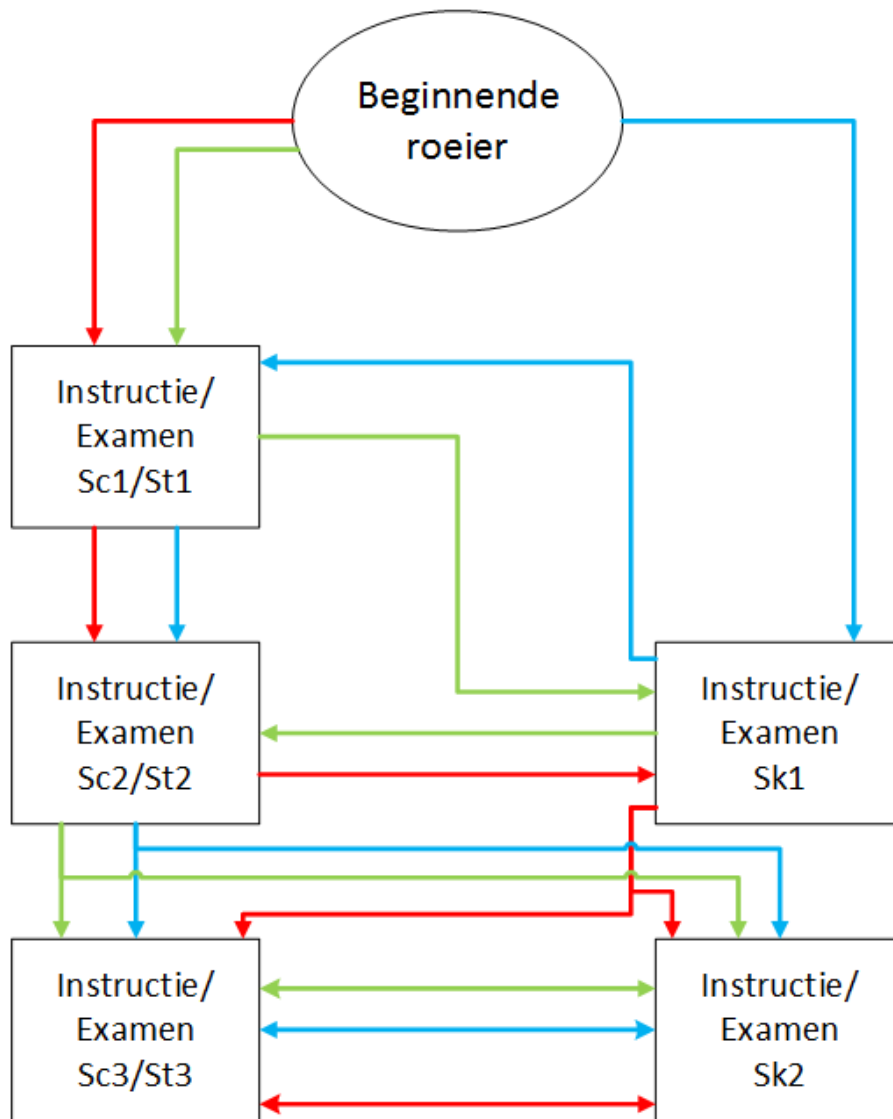 Beginnende
roeier
Instructie/
Examen
Sc1/St1
Instructie/
Examen
Sc2/St2
Instructie/
Examen
Sk1
Instructie/
Examen
Sc3/St3
Instructie/
Examen
Sk2